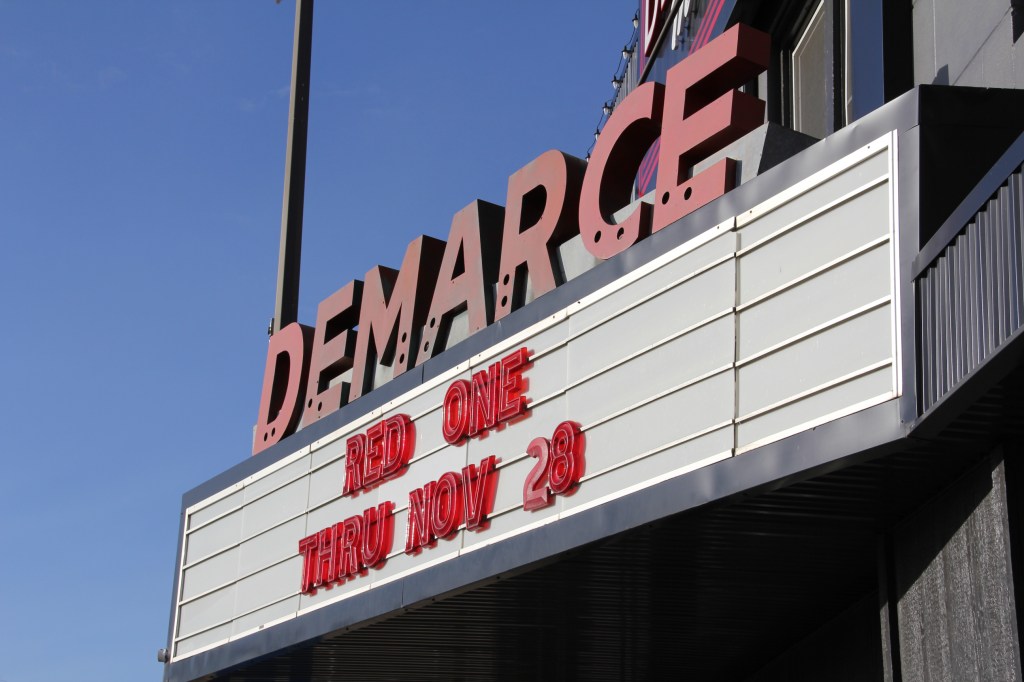 DEMARCE
RED ONE
THRU NOV 28